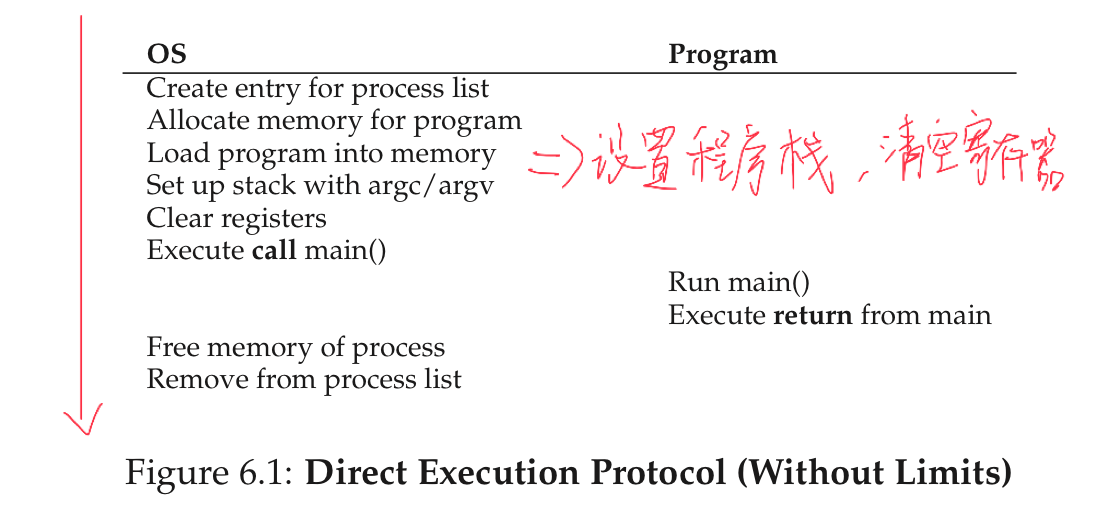 OS Program
Create entry for process list
Allocate memory for program
Load program into memory
Set up stack with argc/argv
=> 设置程序栈，清空寄存器
Clear registers
Execute call main()
Run main()
Execute return from main
Free memory of process
Remove from process list
Figure 6.1: Direct Execution Protocol (Without Limits)